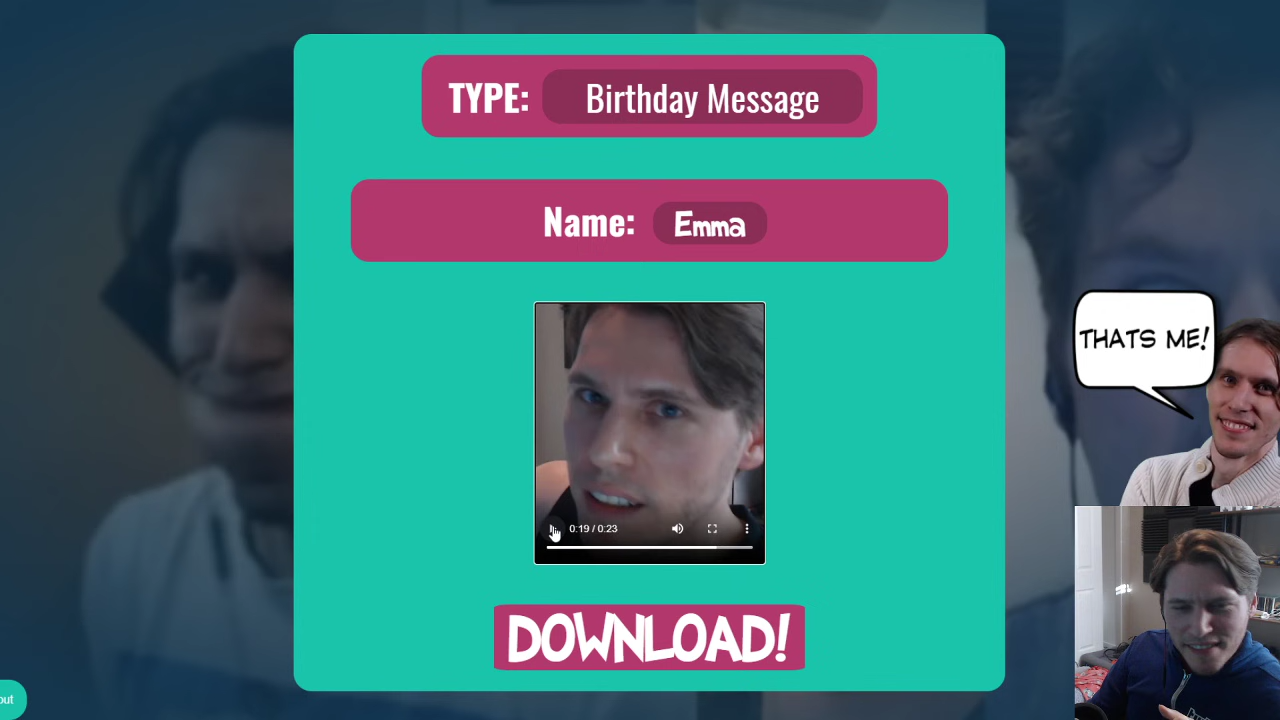 TYPE: Birthday Message
Name: Emma
THATS ME!
0:19 / 0:23
DOWNLOAD!
out